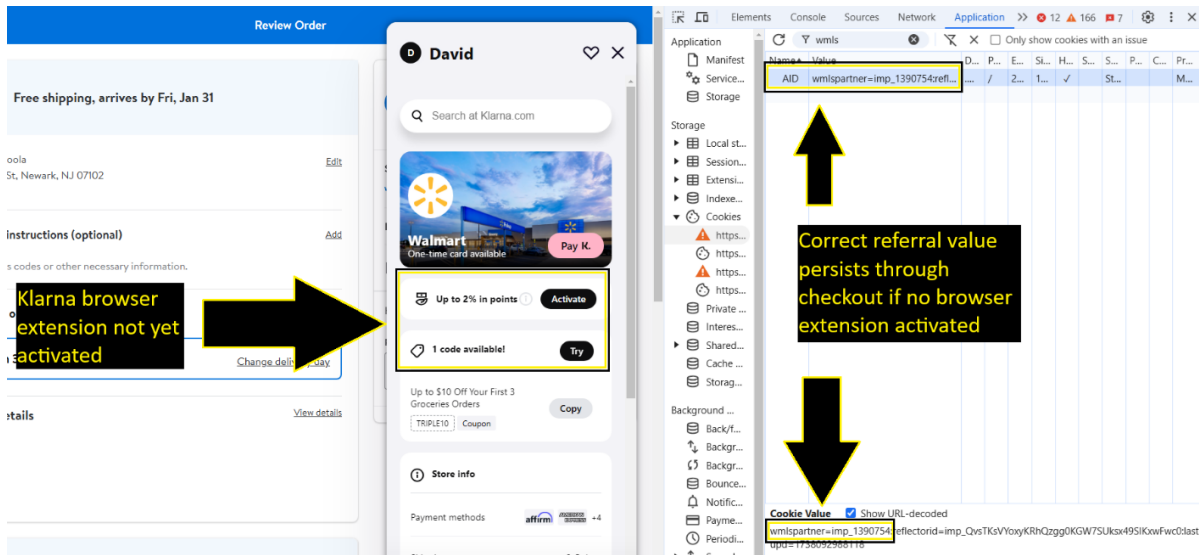 Review Order
Free shipping, arrives by Fri, Jan 31
oola
Edit
St, Newark, NJ 07102
instructions (optional)
Add
s codes or other necessary information.
Klarna browser
extension not yet
activated
Change delivery day
etails
View details
D
David
Search at Klarna.com
Walmart
One-time card available
Pay K.
Up to 2% in points
Activate
1 code available!
Try
Up to $10 Off Your First 3
Groceries Orders
Copy
TRIPLE10
Coupon
Store info
Payment methods
affirm
+4
Elements
Console
Sources
Network
Application
12
166
7
Application
Manifest
Service...
Storage
Storage
Local st...
Session...
Extensi...
Indexe...
Cookies
https...
https...
https...
https...
Private ...
Interes...
Shared...
Cache ...
Storag...
Background ...
Back/f...
Backgr...
Backgr...
Bounce...
Notific...
Payme...
Periodi...
wmls
Only show cookies with an issue
Name
Value
D...
P...
E...
Si...
H...
S...
S...
P...
C...
Pr...
AID
wmlspartner=imp_1390754:refl...
...
/
2...
1...
✓
St...
M...
Correct referral value
persists through
checkout if no browser
extension activated
Cookie Value
Show URL-decoded
wmlspartner=imp_1390754:reflectorid=imp_QvsTKsVYoxyKRhQzgg0KGW7SUksx49SIKxwFwc0:last
upd=1738092988118